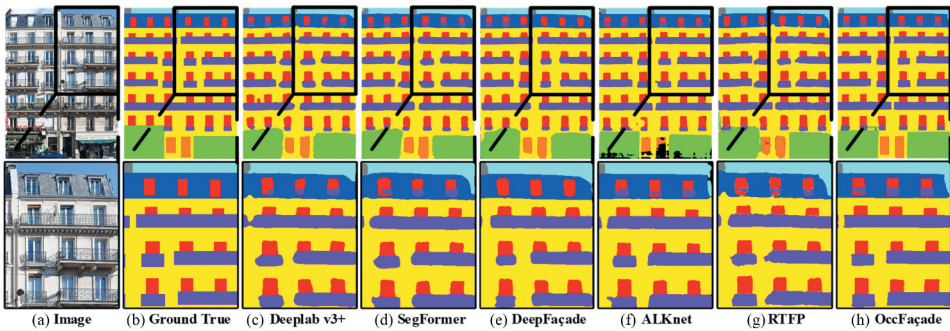 (a) Image (b) Ground True (c) Deeplab v3+ (d) SegFormer (e) DeepFaçade (f) ALKnet (g) RTFP (h) OccFaçade